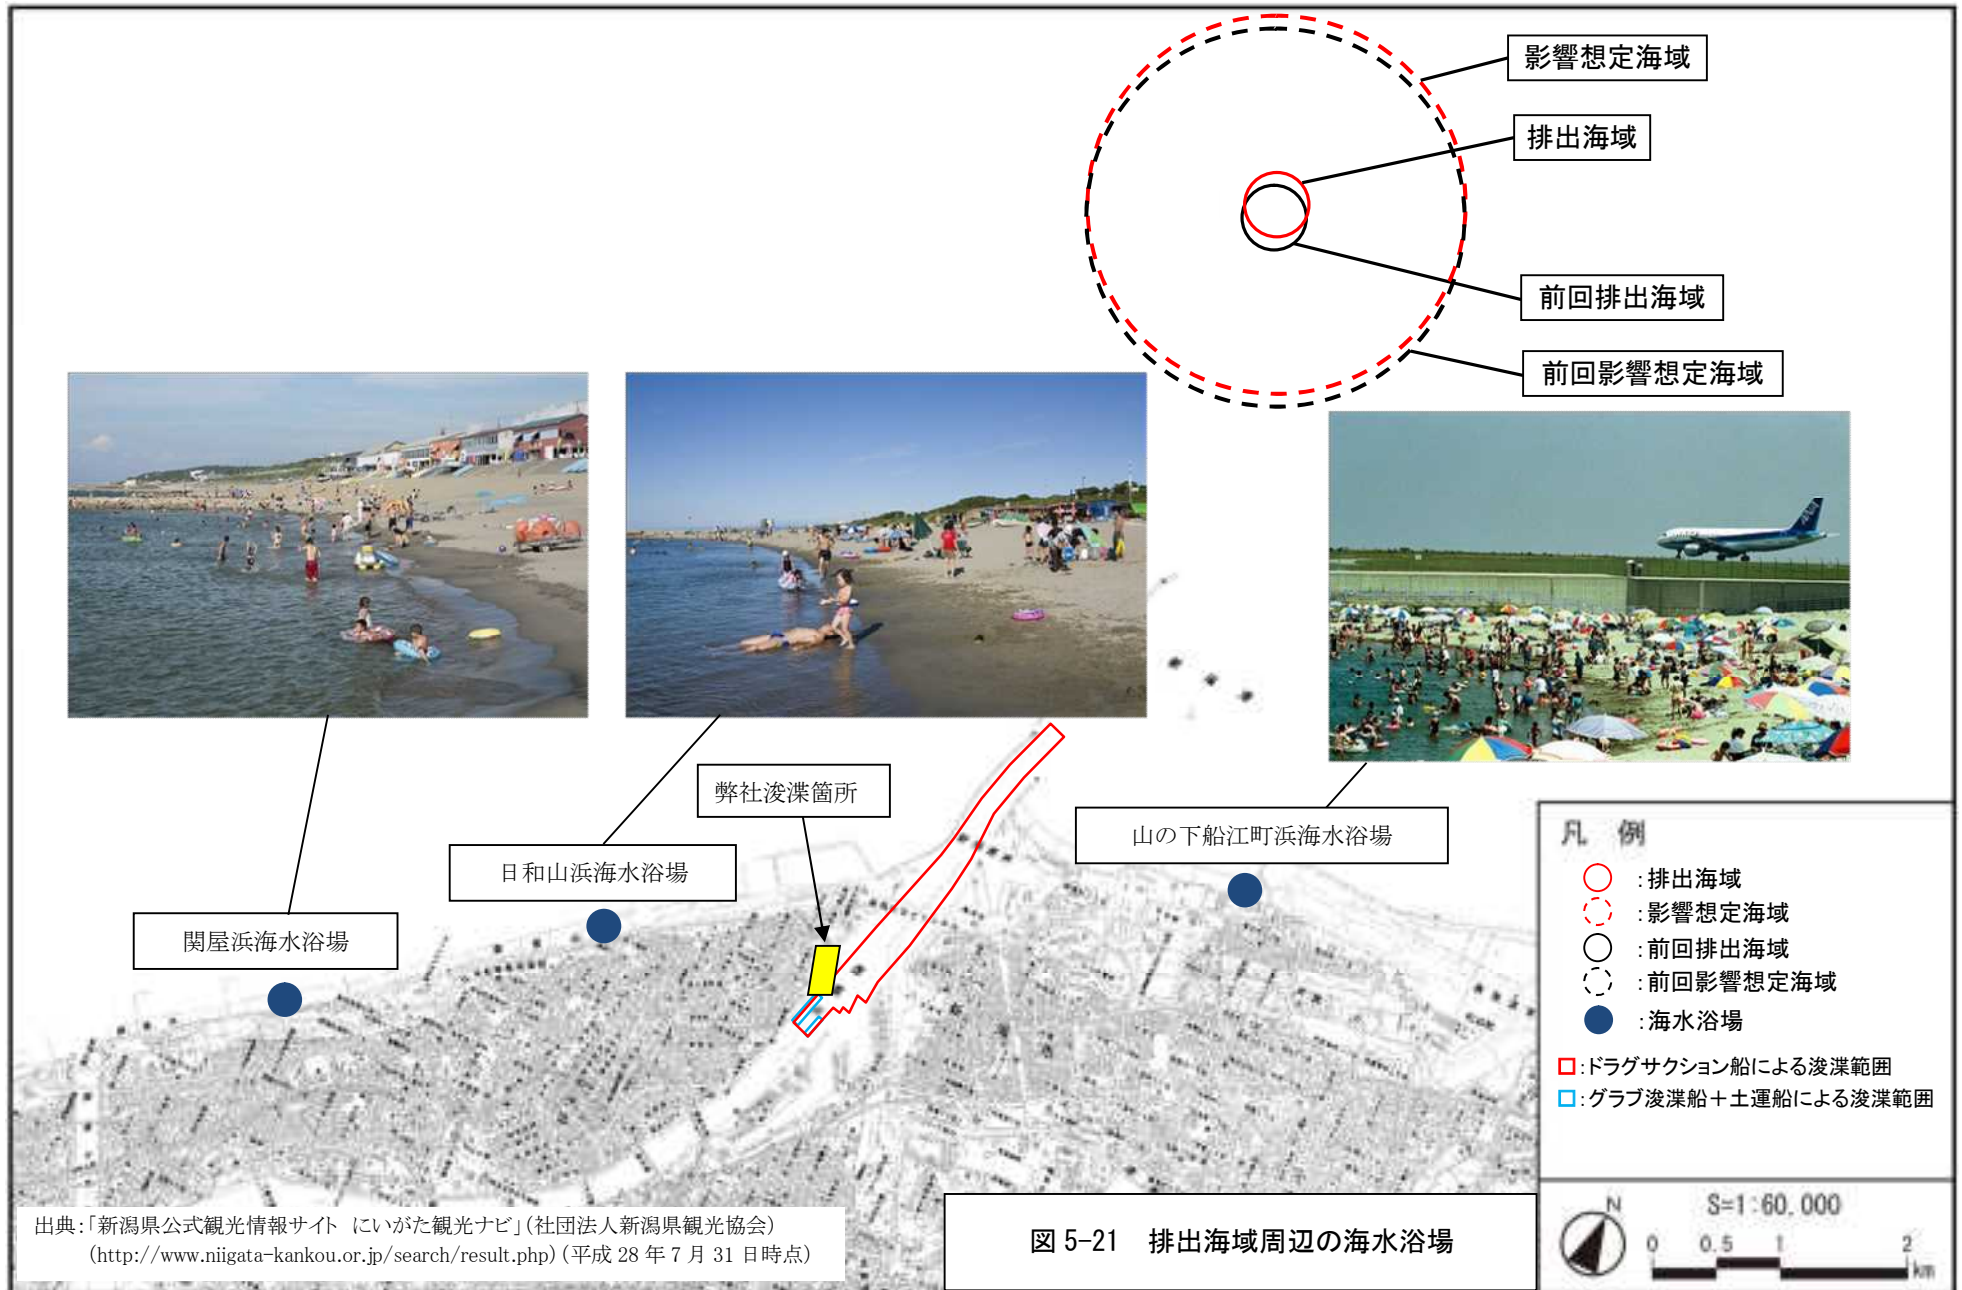 影響想定海域
排出海域
前回排出海域
前回影響想定海域
弊社浚渫箇所
山の下船江町浜海水浴場
日和山浜海水浴場
関屋浜海水浴場
凡 例
：排出海域
：影響想定海域
：前回排出海域
：前回影響想定海域
：海水浴場
：ドラグサクション船による浚渫範囲
：グラブ浚渫船＋土運船による浚渫範囲
N
S=1:60,000
0 0.5 1 2
km
図 5-21 排出海域周辺の海水浴場
出典：「新潟県公式観光情報サイト にいがた観光ナビ」（社団法人新潟県観光協会）
（http://www.niigata-kankou.or.jp/search/result.php）（平成 28 年 7 月 31 日時点）